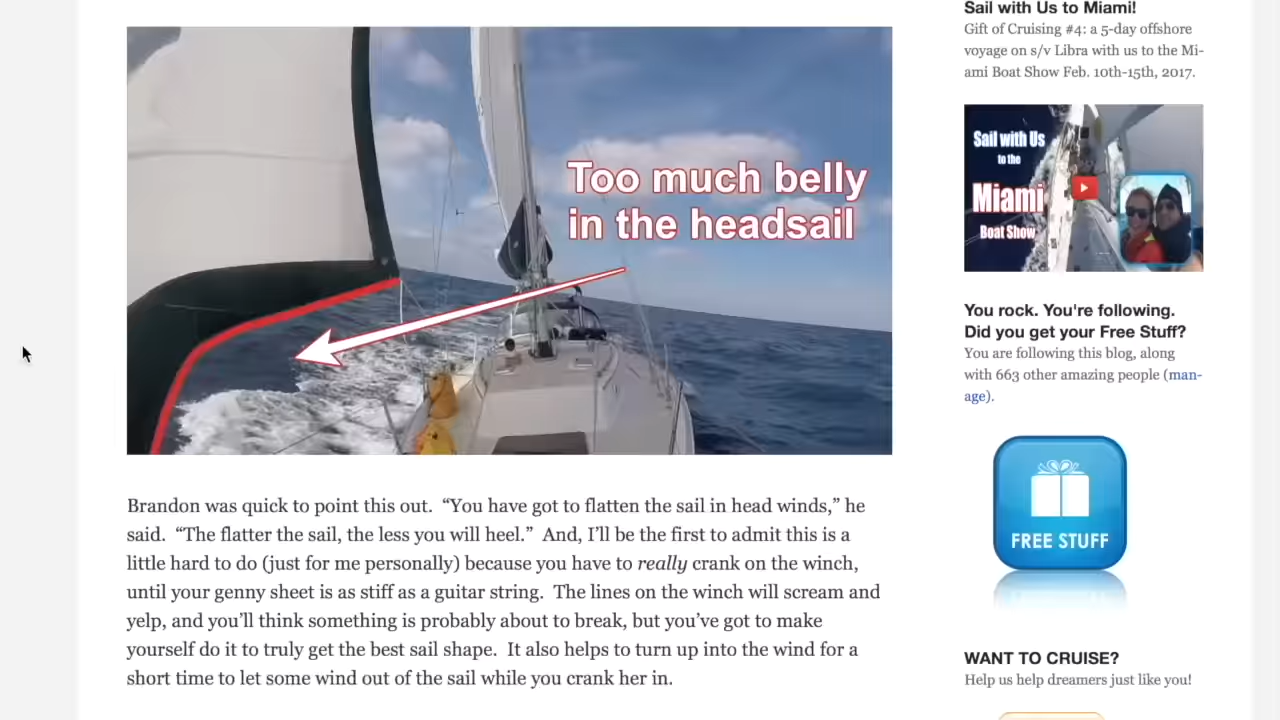 Too much belly
in the headsail
Brandon was quick to point this out.  “You have got to flatten the sail in head winds,” he
said.  “The flatter the sail, the less you will heel.”  And, I’ll be the first to admit this is a
little hard to do (just for me personally) because you have to really crank on the winch,
until your genny sheet is as stiff as a guitar string.  The lines on the winch will scream and
yelp, and you’ll think something is probably about to break, but you’ve got to make
yourself do it to truly get the best sail shape.  It also helps to turn up into the wind for a
short time to let some wind out of the sail while you crank her in.
Sail with Us to Miami!
Gift of Cruising #4: a 5-day offshore
voyage on s/v Libra with us to the Mi-
ami Boat Show Feb. 10th-15th, 2017.
Sail with Us
to the
Miami
Boat Show
You rock. You're following.
Did you get your Free Stuff?
You are following this blog, along
with 663 other amazing people (man-
age).
FREE STUFF
WANT TO CRUISE?
Help us help dreamers just like you!